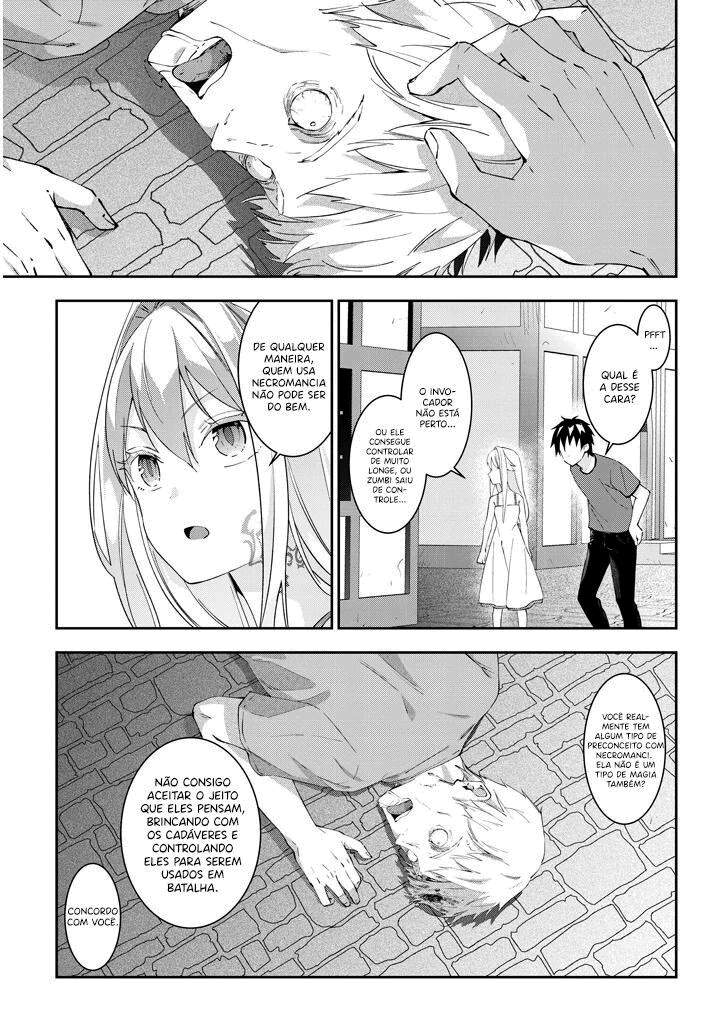 PFFT
...
QUAL É
A DESSE
CARA?
O INVO-
CADOR
NÃO ESTÁ
PERTO...
OU ELE
CONSEGUE
CONTROLAR
DE MUITO
LONGE, OU
ZUMBI SAIU
DE CON-
TROLE...
DE QUALQUER
MANEIRA,
QUEM USA
NECROMANCIA
NÃO PODE SER
DO BEM.
VOCÊ REAL-
MENTE TEM
ALGUM TIPO DE
PRECONCEITO COM
NECROMANCI.
ELA NÃO É UM
TIPO DE MAGIA
TAMBÉM?
NÃO CONSIGO
ACEITAR O JEITO
QUE ELES PENSAM,
BRINCANDO COM
OS CADÁVERES E
CONTROLANDO
ELES PARA SEREM
USADOS EM
BATALHA.
CONCORDO
COM VOCÊ.